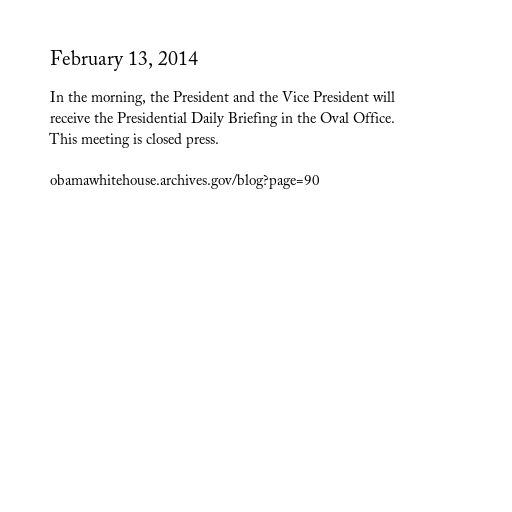 February 13, 2014
In the morning, the President and the Vice President will
receive the Presidential Daily Briefing in the Oval Office.
This meeting is closed press.
obamawhitehouse.archives.gov/blog?page=90